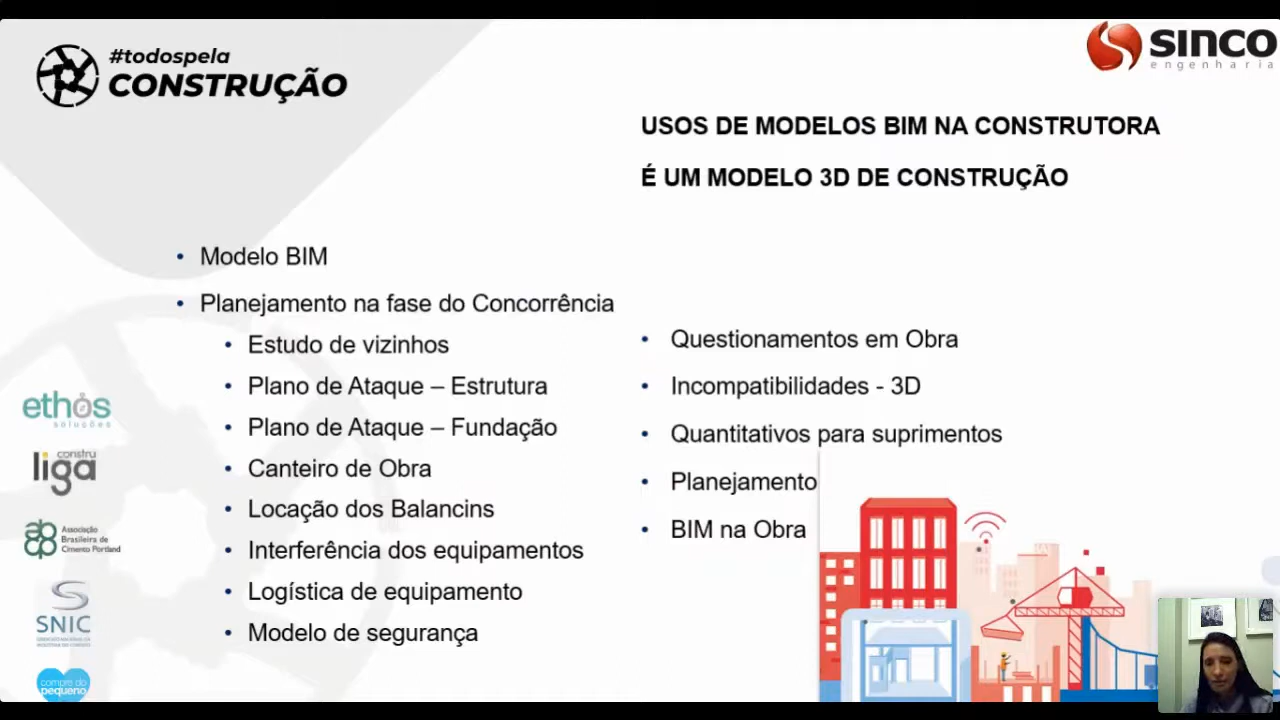 #todospela
CONSTRUÇÃO
SINCO
engenharia
USOS DE MODELOS BIM NA CONSTRUTORA
É UM MODELO 3D DE CONSTRUÇÃO
• Modelo BIM
• Planejamento na fase do Concorrência
• Estudo de vizinhos
• Plano de Ataque – Estrutura
• Plano de Ataque – Fundação
• Canteiro de Obra
• Locação dos Balancins
• Interferência dos equipamentos
• Logística de equipamento
• Modelo de segurança
• Questionamentos em Obra
• Incompatibilidades - 3D
• Quantitativos para suprimentos
• Planejamento
• BIM na Obra
ethos
soluções
constru
liga
Associação
Brasileira de
Cimento Portland
SNIC
compre do
pequeno